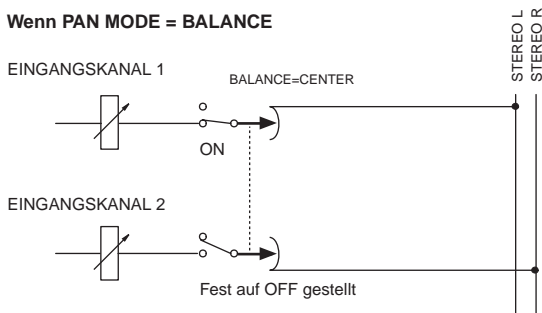 Wenn PAN MODE = BALANCE
STEREO L
STEREO R
EINGANGSKANAL 1
BALANCE=CENTER
ON
EINGANGSKANAL 2
Fest auf OFF gestellt